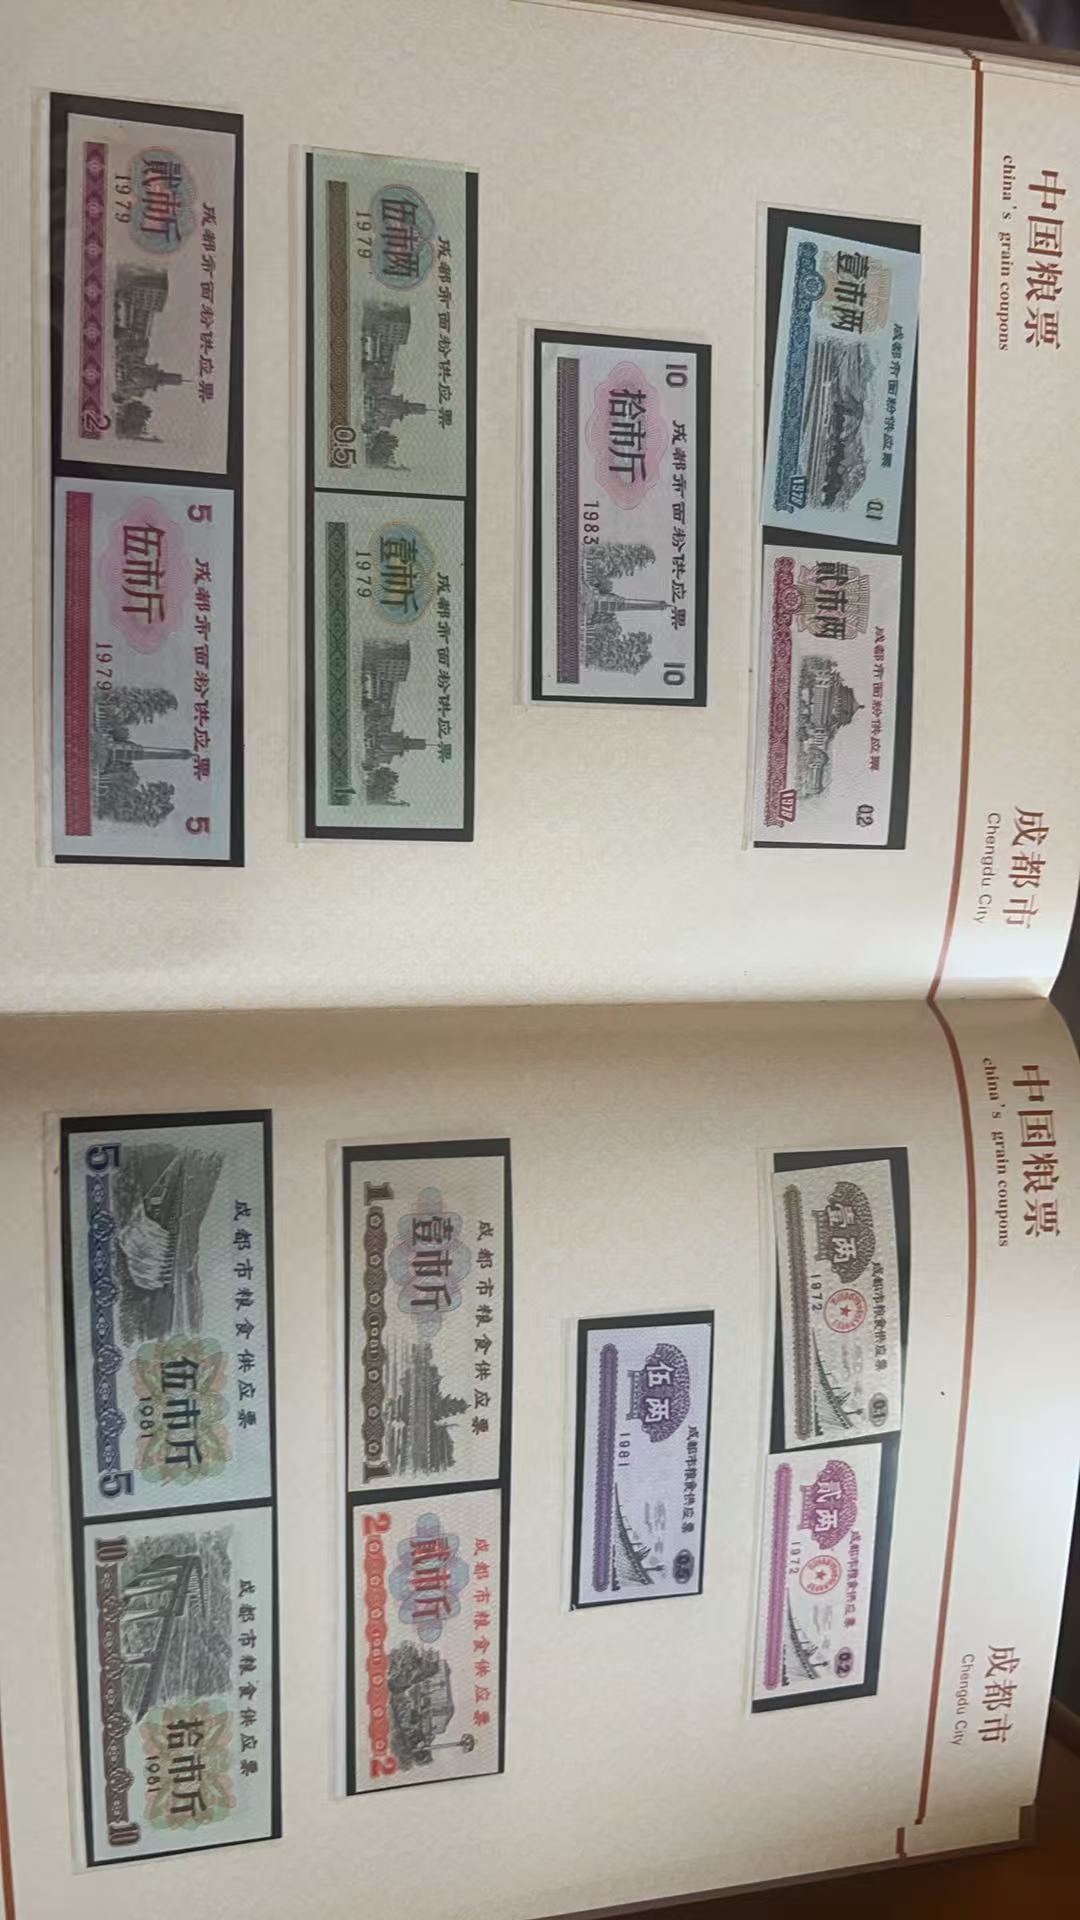 中国粮票
china's grain coupons
成都市
Chengdu City
成都市面粉供应票
壹市两
0.1
1977
成都市面粉供应票
贰市两
0.2
1977
10
成都市面粉供应票
10
拾市斤
1983
成都市面粉供应票
伍市两
1979
0.5
成都市面粉供应票
壹市斤
1979
1
成都市面粉供应票
贰市斤
1979
2
5
成都市面粉供应票
5
伍市斤
1979
中国粮票
china's grain coupons
成都市
Chengdu City
成都市粮食供应票
壹两
0.1
1972
成都市粮食供应票
贰两
0.2
1972
成都市粮食供应票
伍两
0.5
1981
成都市粮食供应票
壹市斤
1
1981
1
成都市粮食供应票
贰市斤
2
1981
2
成都市粮食供应票
伍市斤
1981
5
5
成都市粮食供应票
拾市斤
1981
10
10